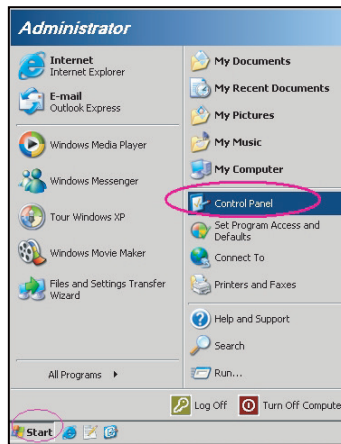 Administrator
Internet
Internet Explorer
E-mail
Outlook Express
Windows Media Player
Windows Messenger
Tour Windows XP
Windows Movie Maker
Files and Settings Transfer
Wizard
All Programs
My Documents
My Recent Documents
My Pictures
My Music
My Computer
Control Panel
Set Program Access and
Defaults
Connect To
Printers and Faxes
Help and Support
Search
Run...
Log Off
Turn Off Compute
Start